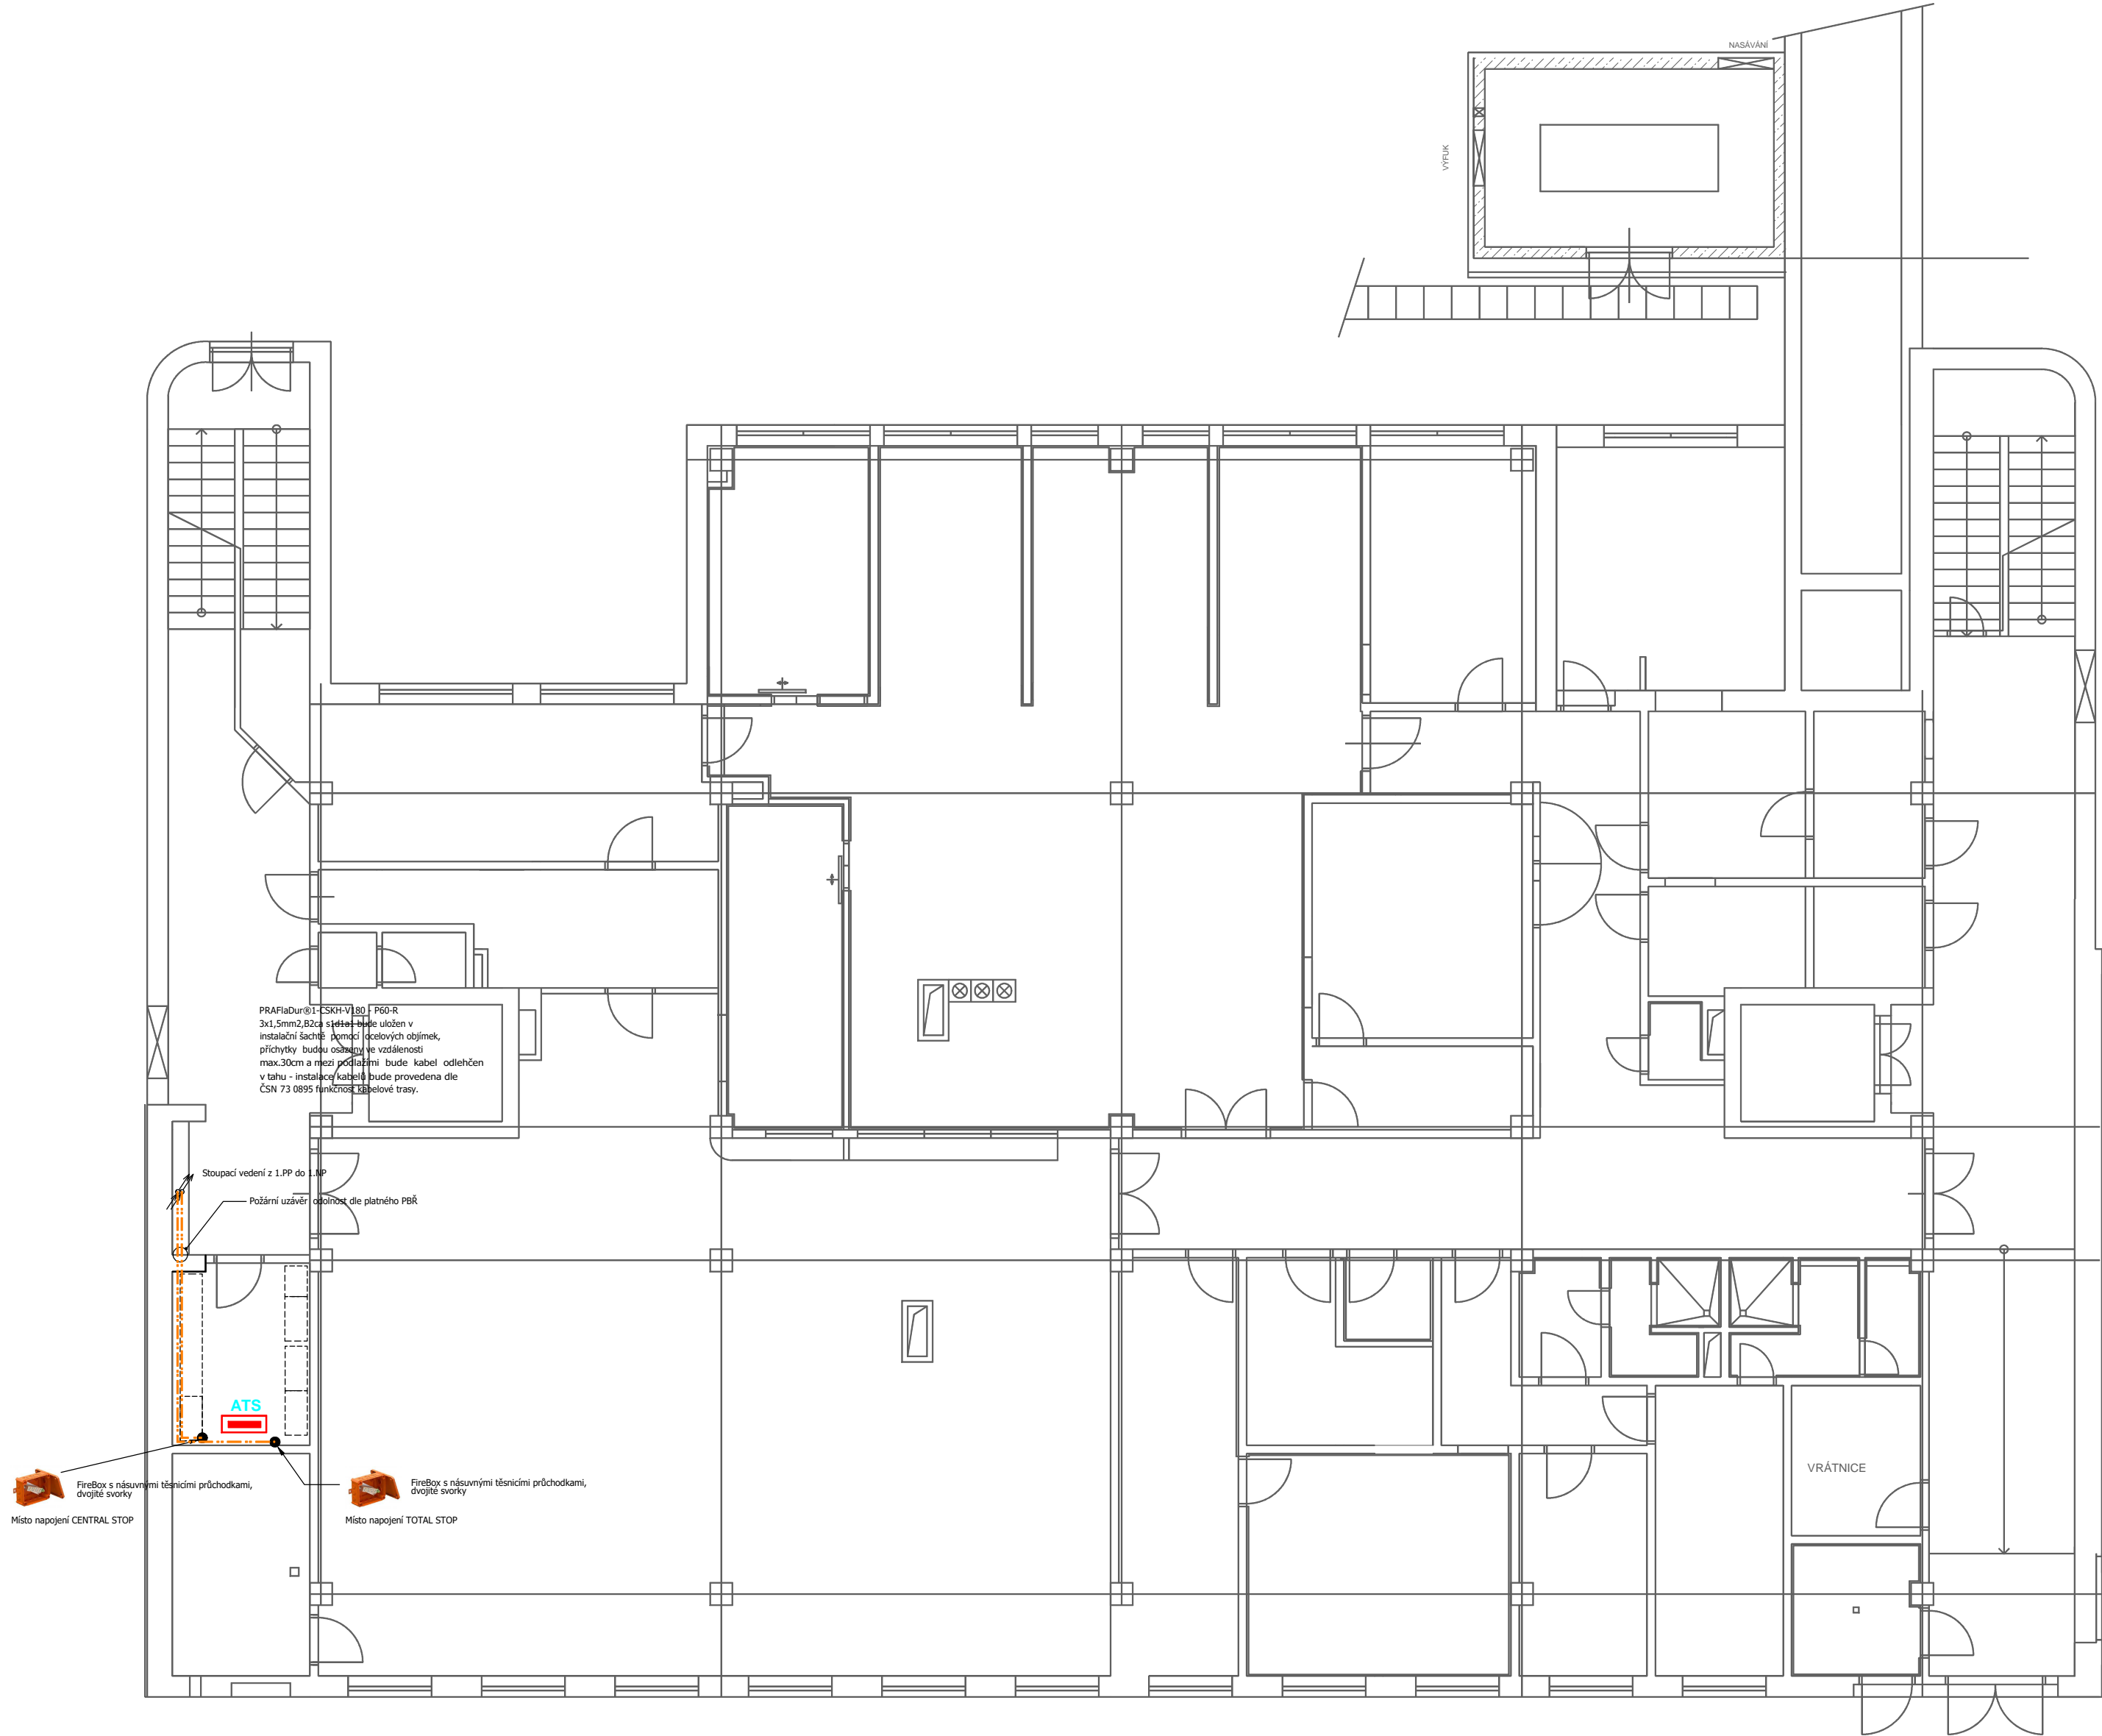 NASÁVÁNÍ
VÝFUK
PRAFlaDur®1-CSKH-V180 - P60-R
3x1,5mm2,B2ca s1d1a1 bude uložen v
instalační šachtě pomocí ocelových objímek,
příchytky budou osazeny ve vzdálenosti
max.30cm a mezi podlažími bude kabel odlehčen
v tahu - instalace kabelů bude provedena dle
ČSN 73 0895 funkčnost kabelové trasy.
Stoupací vedení z 1.PP do 1.NP
Požární uzávěr odolnost dle platného PBŘ
ATS
FireBox s násuvnými těsnicími průchodkami,
dvojité svorky
Místo napojení CENTRAL STOP
FireBox s násuvnými těsnicími průchodkami,
dvojité svorky
Místo napojení TOTAL STOP
VRÁTNICE